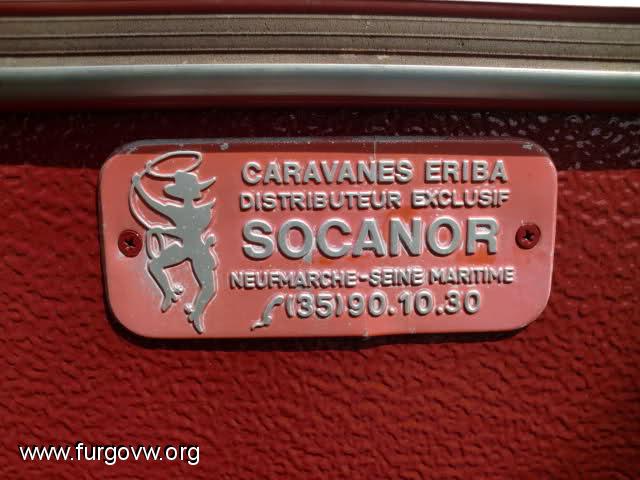 CARAVANES ERIBA
DISTRIBUTEUR EXCLUSIF
SOCANOR
NEUFMARCHE-SEINE MARITIME
(35) 90.10.30
www.furgovw.org